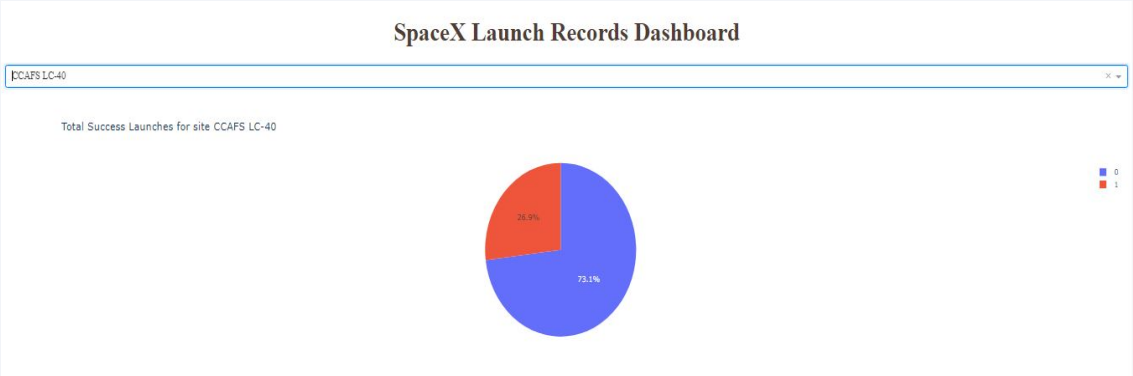 SpaceX Launch Records Dashboard
CCAFS LC-40
Total Success Launches for site CCAFS LC-40
0
1
26.9%
73.1%